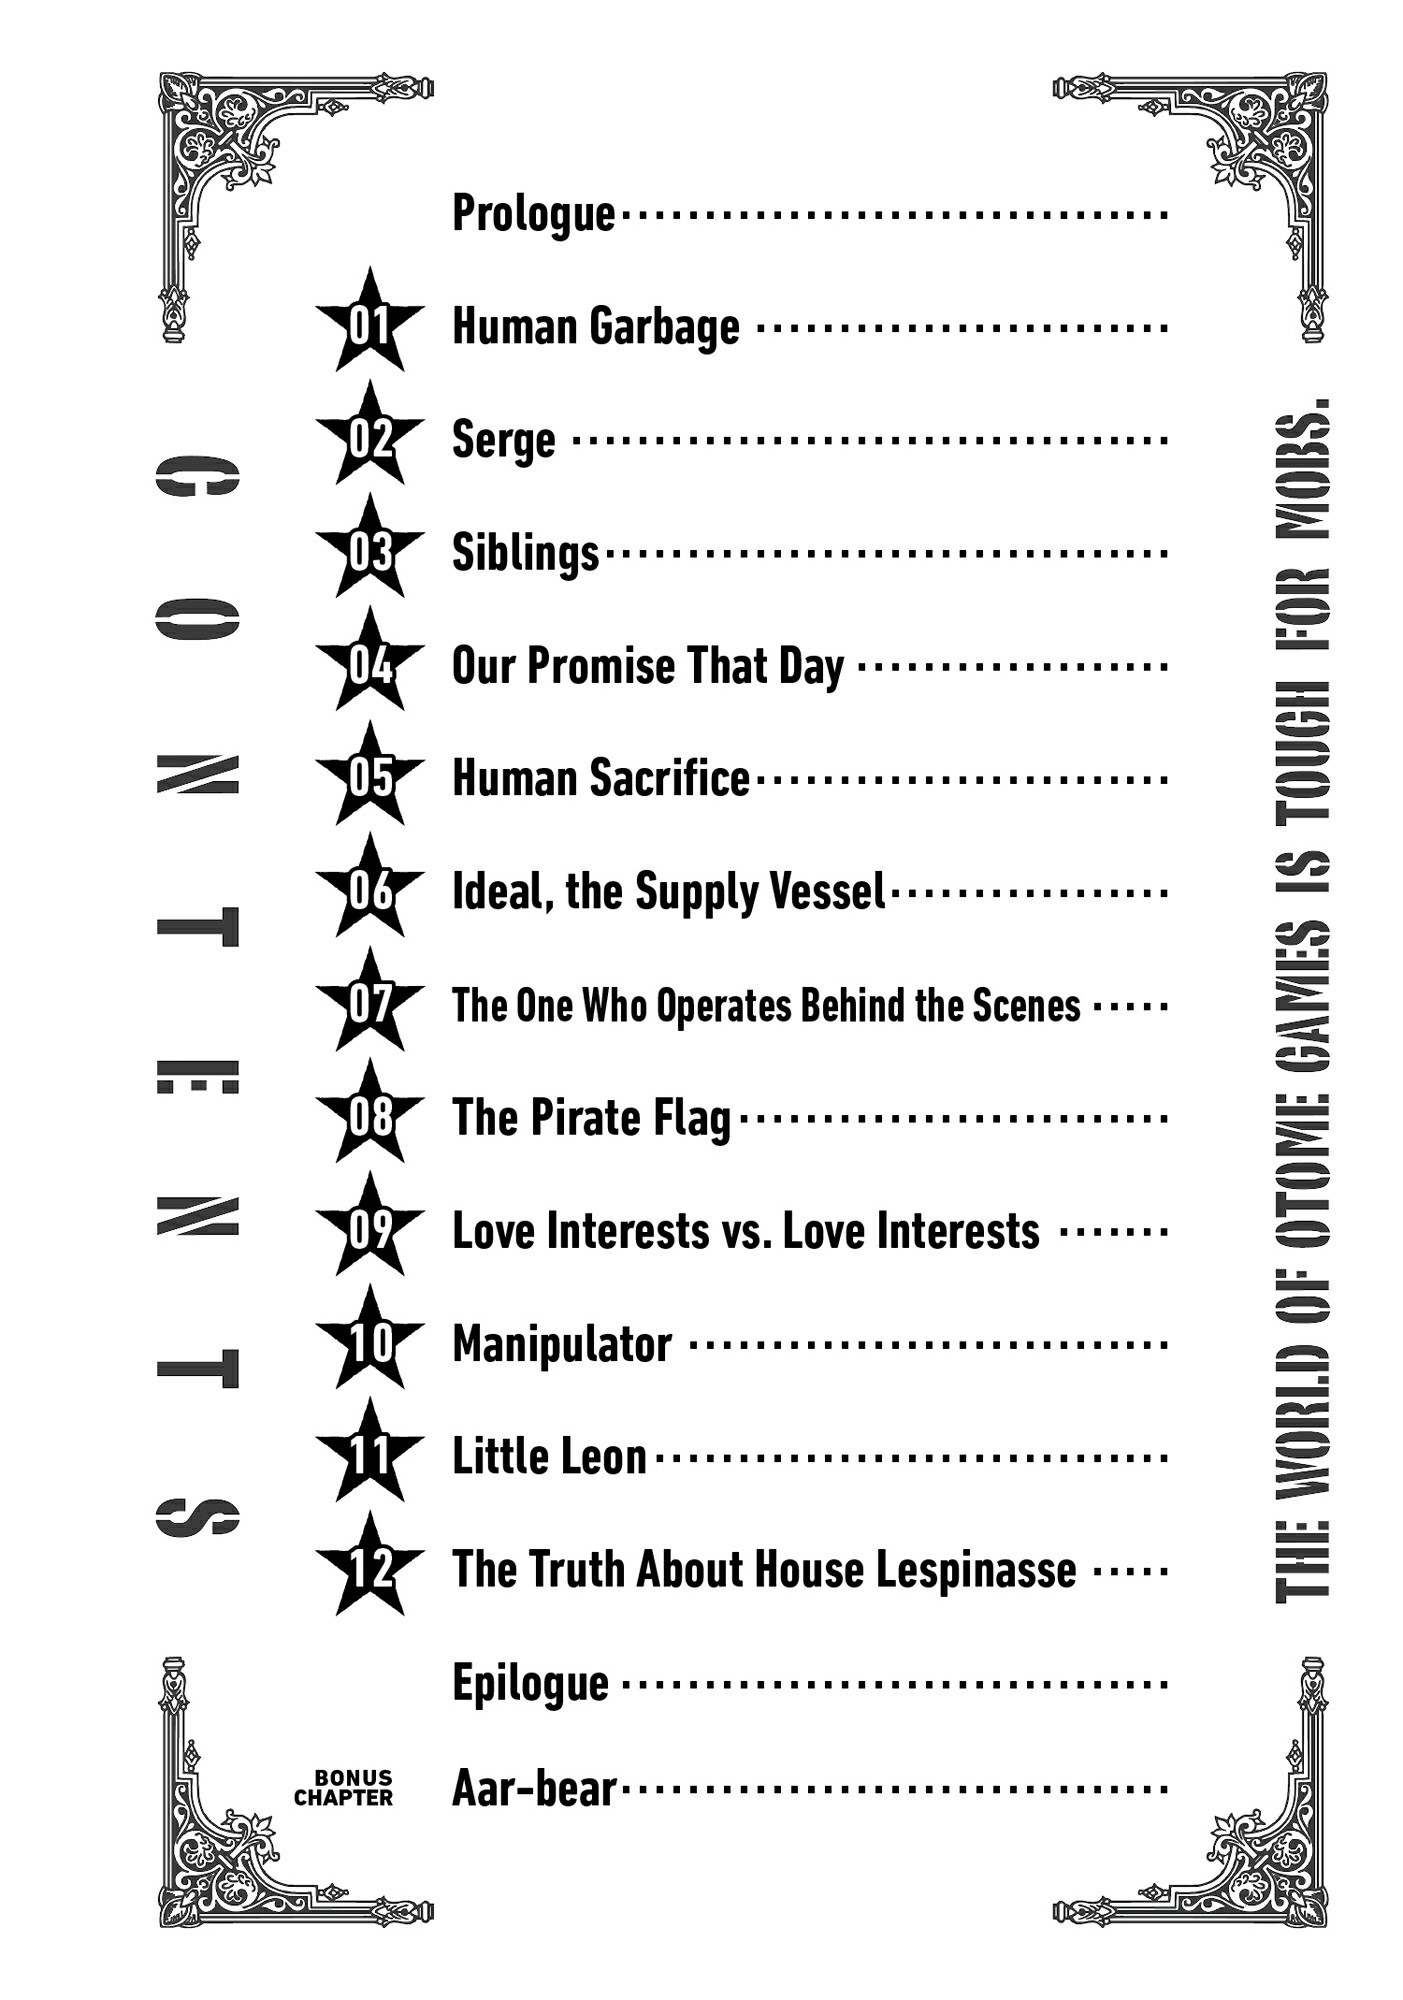 CONTENTS
Prologue
01 Human Garbage
02 Serge
03 Siblings
04 Our Promise That Day
05 Human Sacrifice
06 Ideal, the Supply Vessel
07 The One Who Operates Behind the Scenes
08 The Pirate Flag
09 Love Interests vs. Love Interests
10 Manipulator
11 Little Leon
12 The Truth About House Lespinasse
Epilogue
BONUS
CHAPTER
Aar-bear
THE WORLD OF OTOME GAMES IS TOUGH FOR MOBS.